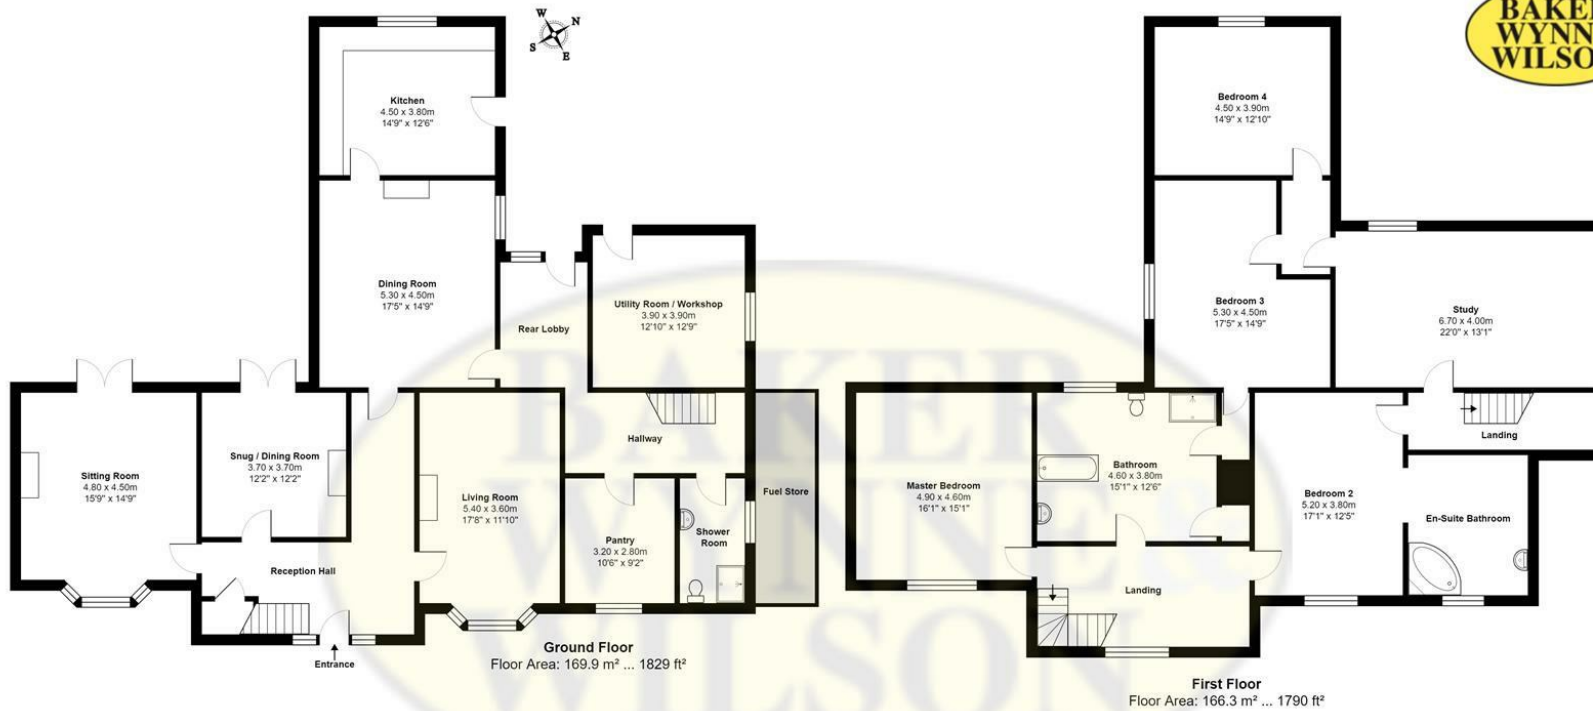 W
N
S
E
BAKER
WYNN
WILSO
Kitchen
4.50 x 3.80m
14'9" x 12'6"
Dining Room
5.30 x 4.50m
17'5" x 14'9"
Rear Lobby
Utility Room / Workshop
3.90 x 3.90m
12'10" x 12'9"
Sitting Room
4.80 x 4.50m
15'9" x 14'9"
Snug / Dining Room
3.70 x 3.70m
12'2" x 12'2"
Reception Hall
Living Room
5.40 x 3.60m
17'8" x 11'10"
Hallway
Pantry
3.20 x 2.80m
10'6" x 9'2"
Shower
Room
Fuel Store
Entrance
Ground Floor
Floor Area: 169.9 m² ... 1829 ft²
Bedroom 4
4.50 x 3.90m
14'9" x 12'10"
Bedroom 3
5.30 x 4.50m
17'5" x 14'9"
Study
6.70 x 4.00m
22'0" x 13'1"
Landing
Master Bedroom
4.90 x 4.60m
16'1" x 15'1"
Bathroom
4.60 x 3.80m
15'1" x 12'6"
Bedroom 2
5.20 x 3.80m
17'1" x 12'5"
En-Suite Bathroom
Landing
First Floor
Floor Area: 166.3 m² ... 1790 ft²
BAKER
WYNNE &
WILSON